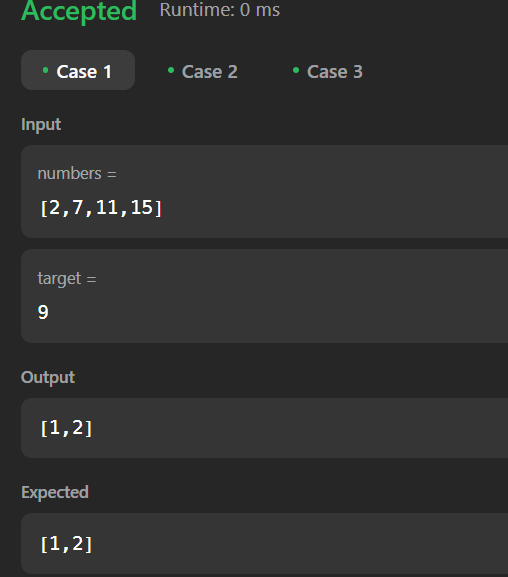 Accepted Runtime: 0 ms
Case 1 Case 2 Case 3
Input
numbers =
[2,7,11,15]
target =
9
Output
[1,2]
Expected
[1,2]